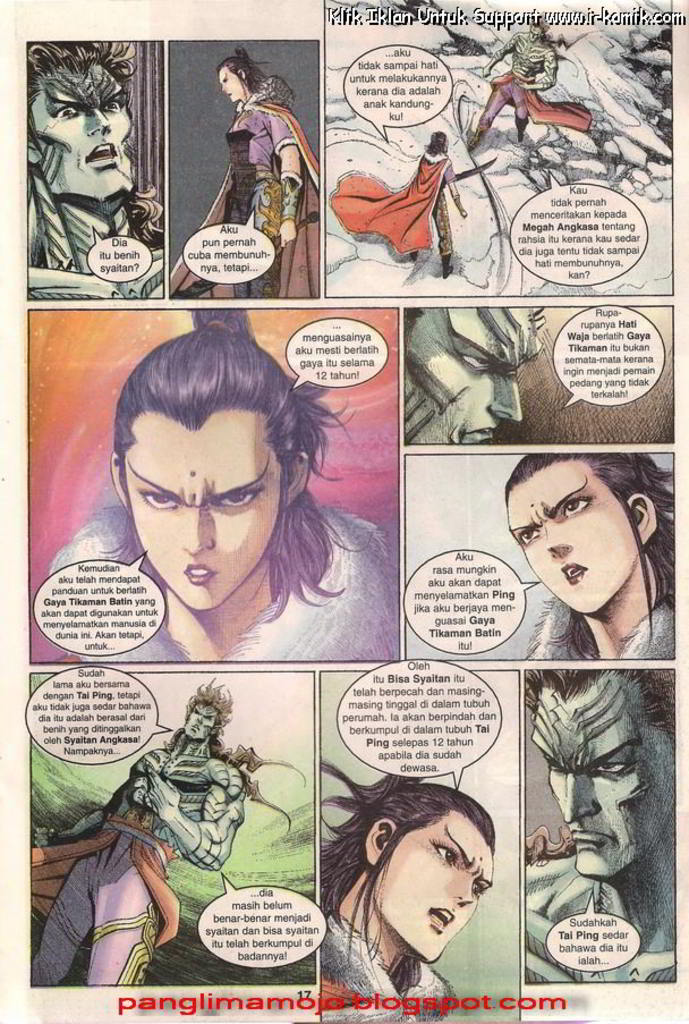 Klik Iklan Untuk Support www.i-komik.com
Dia
itu benih
syaitan?
Aku
pun pernah
cuba membunuh-
nya, tetapi...
...aku
tidak sampai hati
untuk melakukannya
kerana dia adalah
anak kandung-
ku!
Kau
tidak pernah
menceritakan kepada
Megah Angkasa tentang
rahsia itu kerana kau sedar
dia juga tentu tidak sampai
hati membunuhnya,
kan?
...
menguasainya
aku mesti berlatih
gaya itu selama
12 tahun!
Kemudian
aku telah mendapat
panduan untuk berlatih
Gaya Tikaman Batin yang
akan dapat digunakan untuk
menyelamatkan manusia di
dunia ini. Akan tetapi,
untuk...
Rupa-
rupanya Hati
Waja berlatih Gaya
Tikaman itu bukan
semata-mata kerana
ingin menjadi pemain
pedang yang tidak
terkalah!
Aku
rasa mungkin
aku akan dapat
menyelamatkan Ping
jika aku berjaya men-
guasai Gaya
Tikaman Batin
itu!
Sudah
lama aku bersama
dengan Tai Ping, tetapi
aku tidak juga sedar bahawa
dia itu adalah berasal dari
benih yang ditinggalkan
oleh Syaitan Angkasa!
Nampaknya...
...dia
masih belum
benar-benar menjadi
syaitan dan bisa syaitan
itu telah berkumpul di
badannya!
Oleh
itu Bisa Syaitan itu
telah berpecah dan masing-
masing tinggal di dalam tubuh
perumah. Ia akan berpindah dan
berkumpul di dalam tubuh Tai
Ping selepas 12 tahun
apabila dia sudah
dewasa.
Sudahkah
Tai Ping sedar
bahawa dia itu
ialah...
17
panglimamojo.blogspot.com